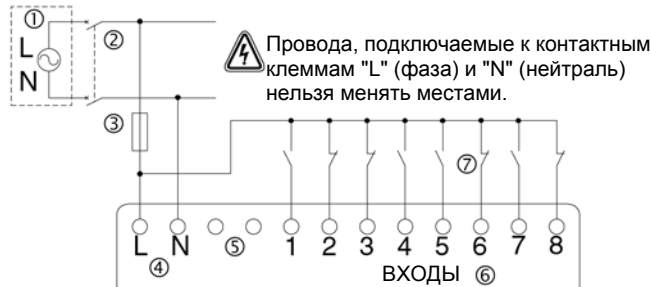 ①
②
L
N
Провода, подключаемые к контактным
клеммам "L" (фаза) и "N" (нейтраль)
нельзя менять местами.
③
⑦
L N ⑤ 1 2 3 4 5 6 7 8
④
ВХОДЫ ⑥